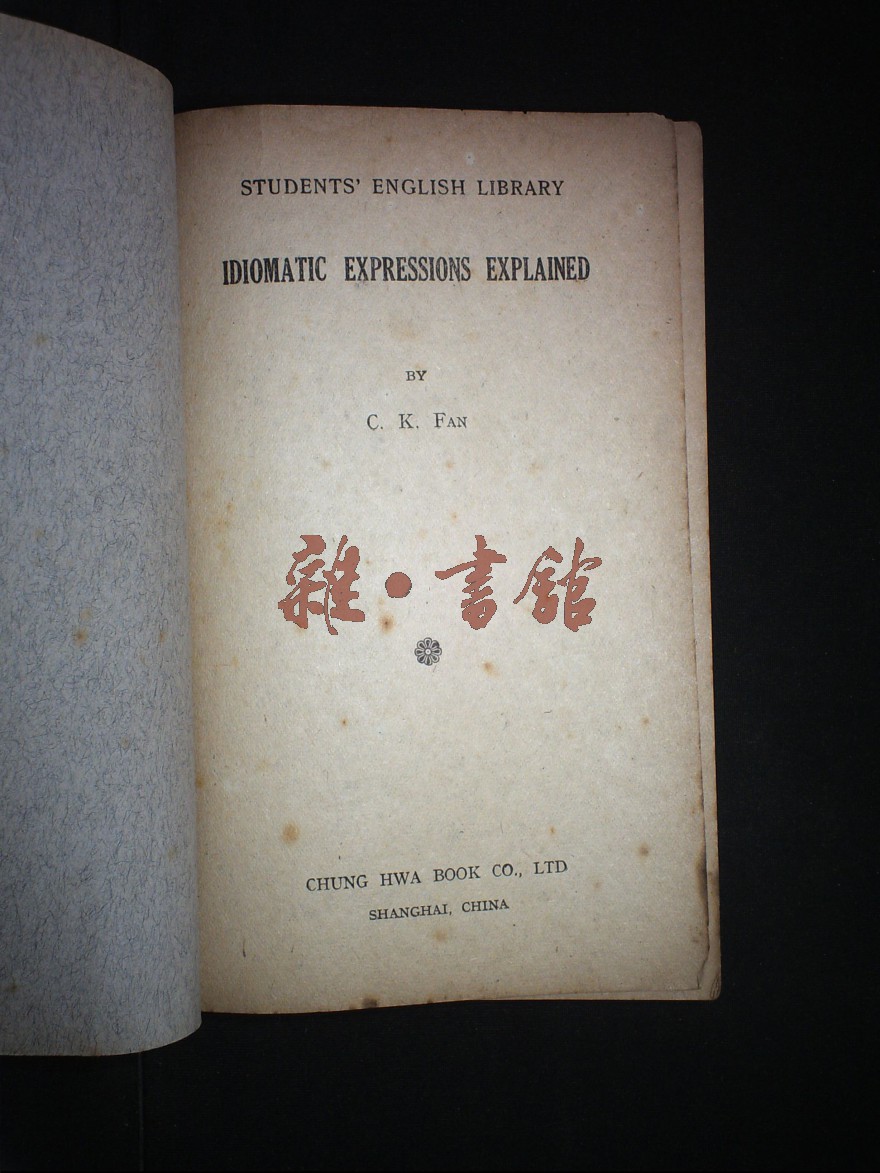 STUDENTS' ENGLISH LIBRARY
IDIOMATIC EXPRESSIONS EXPLAINED
BY
C. K. FAN
雜·書館
CHUNG HWA BOOK CO., LTD
SHANGHAI, CHINA